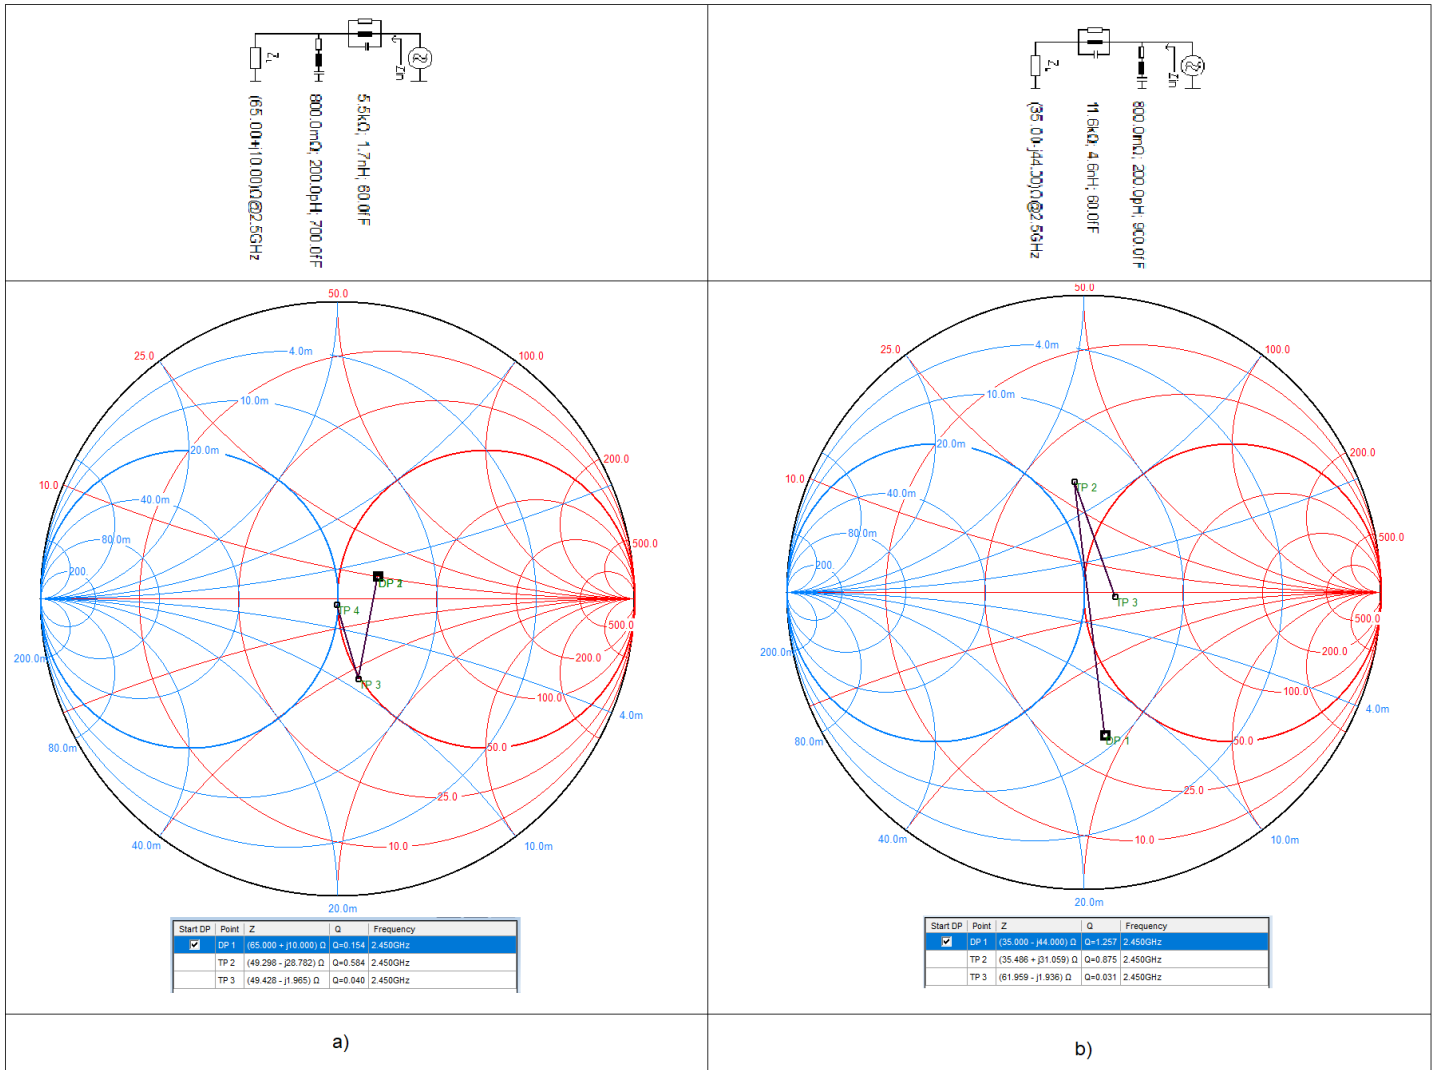 Z_L
Zin
(65.00+j10.00)Ω@2.5GHz
800.0mΩ; 200.0pH; 700.0fF
5.5kΩ; 1.7nH; 60.0fF
Z_L
Zin
(35.00-j44.00)Ω@2.5GHz
11.6kΩ; 4.6nH; 60.0fF
800.0mΩ; 200.0pH; 900.0fF
50.0
25.0
4.0m
100.0
10.0m
20.0m
200.0
10.0
40.0m
80.0m
500.0
200.
DP 1
TP 4
500.0
200.0m
200.0
TP 3
100.0
4.0m
80.0m
50.0
25.0
40.0m
10.0
10.0m
20.0m
50.0
25.0
4.0m
100.0
10.0m
20.0m
200.0
10.0
TP 2
40.0m
80.0m
500.0
200.
TP 3
500.0
200.0m
200.0
100.0
4.0m
80.0m
DP 1
50.0
25.0
40.0m
10.0
10.0m
20.0m
Start DP Point Z Q Frequency
DP 1 (65.000 + j10.000) Ω Q=0.154 2.450GHz
TP 2 (49.298 - j28.782) Ω Q=0.584 2.450GHz
TP 3 (49.428 - j1.965) Ω Q=0.040 2.450GHz
Start DP Point Z Q Frequency
DP 1 (35.000 - j44.000) Ω Q=1.257 2.450GHz
TP 2 (35.486 + j31.059) Ω Q=0.875 2.450GHz
TP 3 (61.959 - j1.936) Ω Q=0.031 2.450GHz
a)
b)